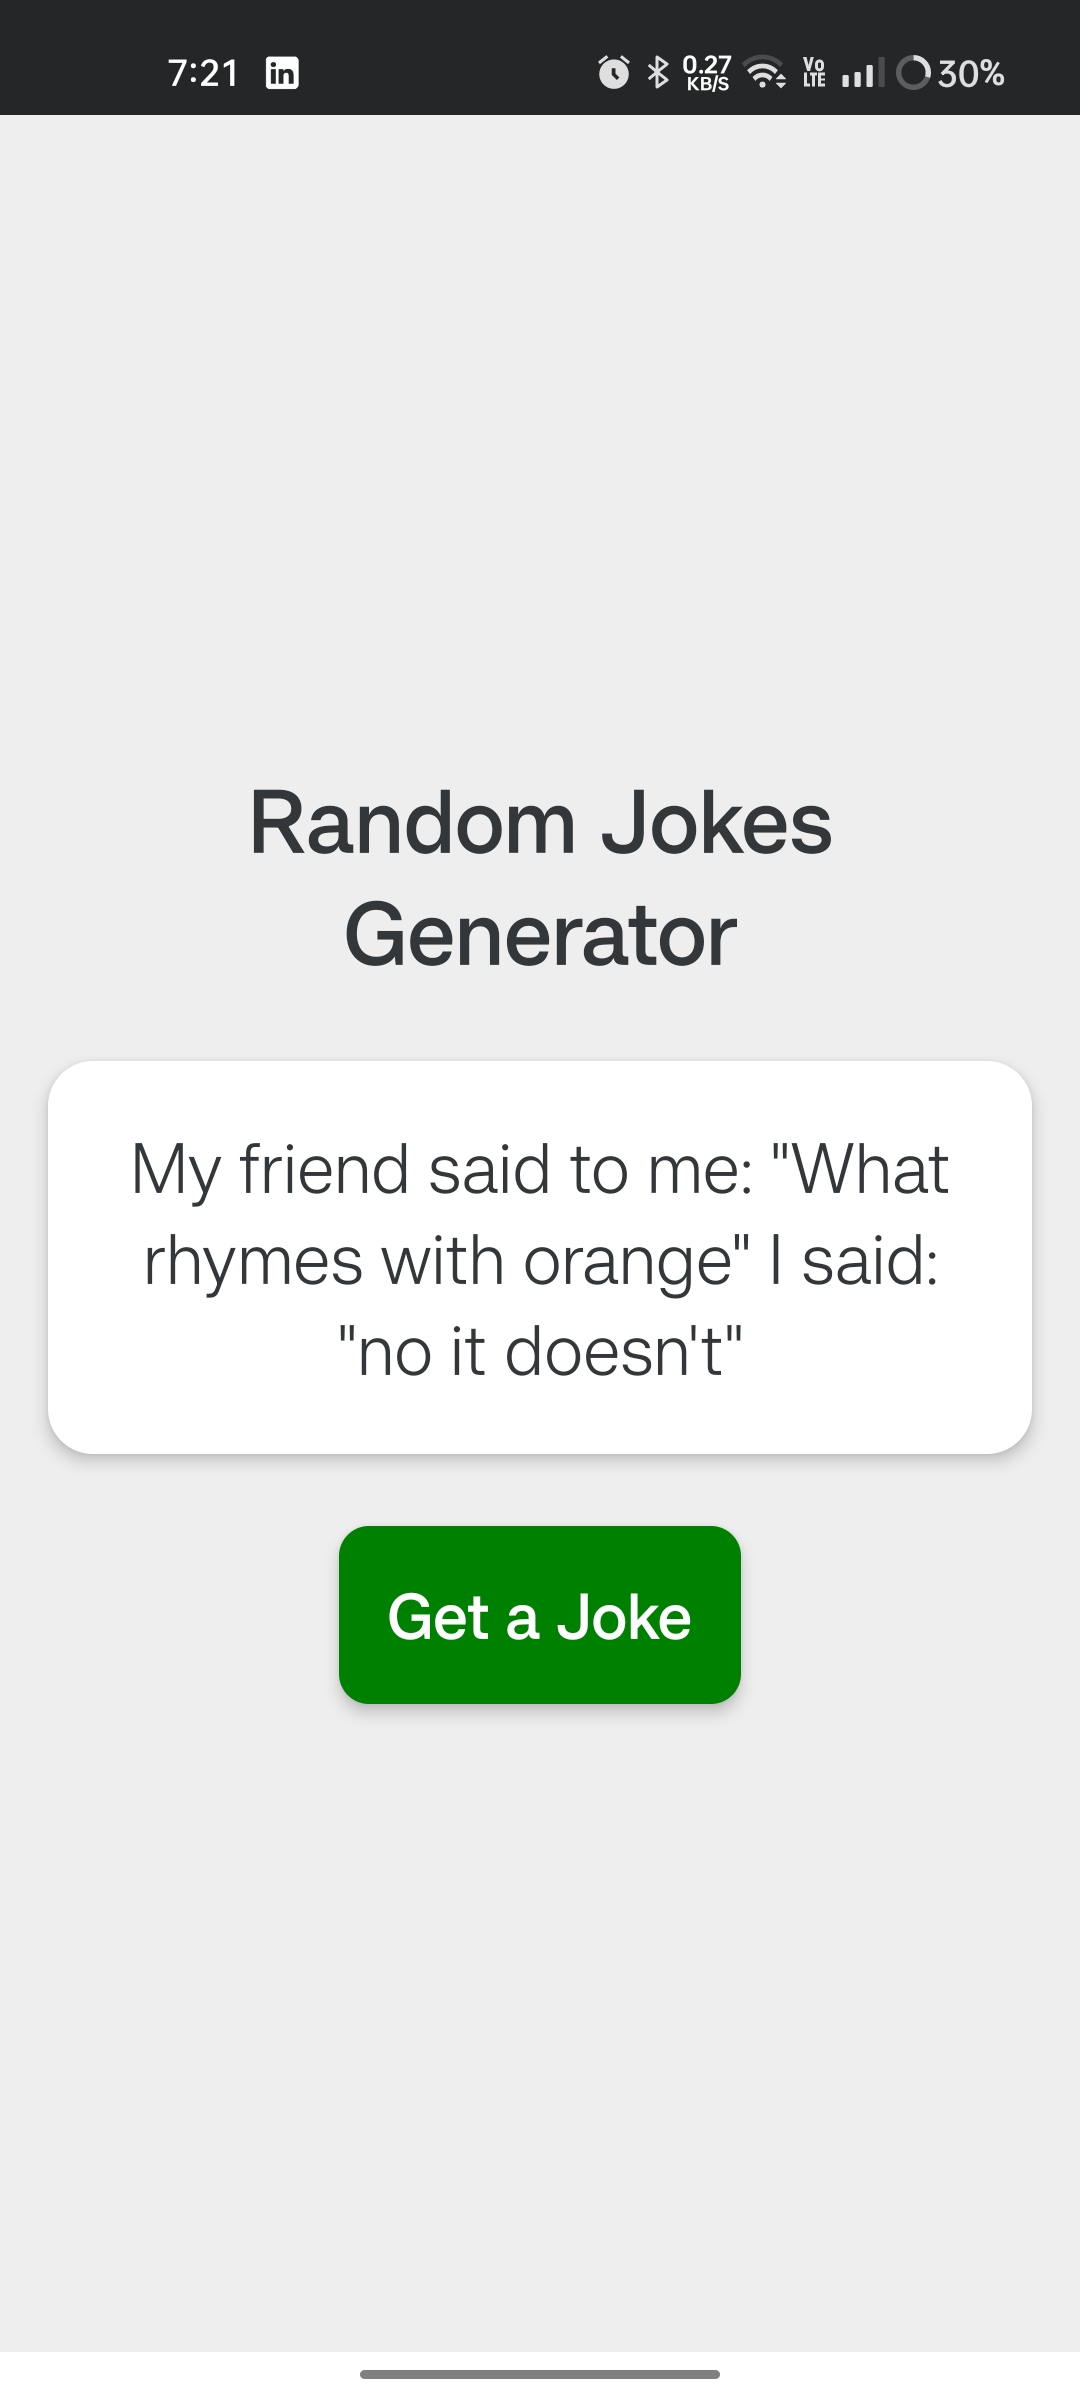 7:21 in 0.27 KB/S Vo LTE 30%
Random Jokes
Generator
My friend said to me: "What
rhymes with orange" I said:
"no it doesn't"
Get a Joke